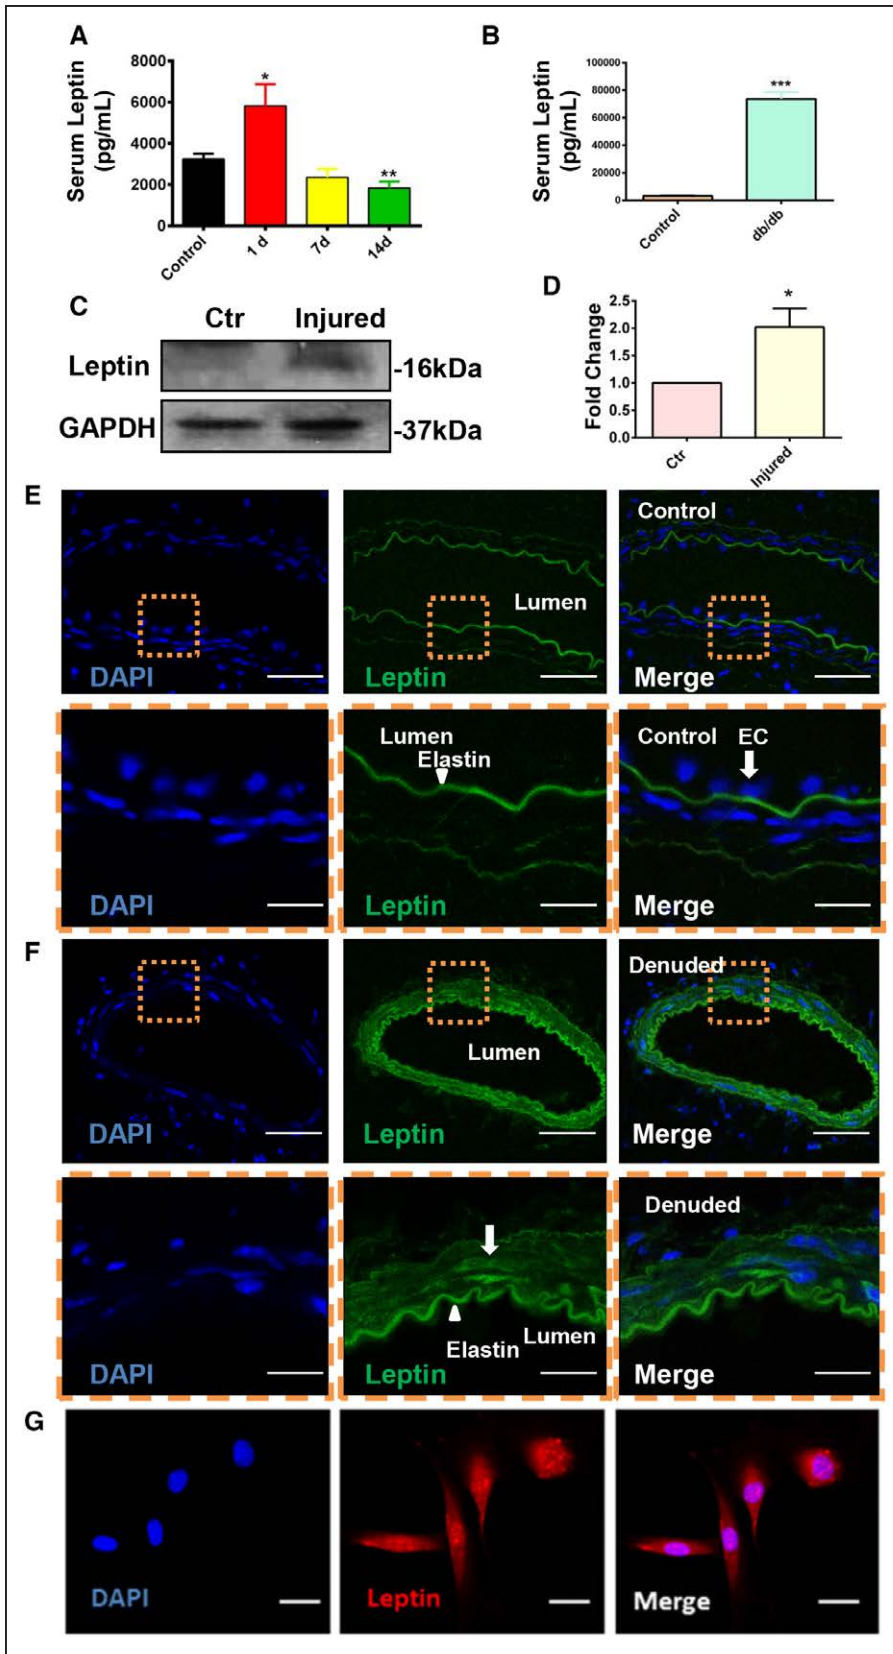 A
Serum Leptin
(pg/mL)
8000
6000
4000
2000
0
*
**
Control
1 d
7d
14d
B
Serum Leptin
(pg/mL)
100000
80000
60000
40000
20000
0
***
Control
db/db
C
Ctr Injured
Leptin -16kDa
GAPDH -37kDa
D
Fold Change
2.5
2.0
1.5
1.0
0.5
0.0
*
Ctr
Injured
E
DAPI
Lumen
Leptin
Control
Merge
DAPI
Lumen
Elastin
Leptin
Control EC
Merge
F
DAPI
Lumen
Leptin
Denuded
Merge
DAPI
Elastin
Lumen
Leptin
Denuded
Merge
G
DAPI
Leptin
Merge